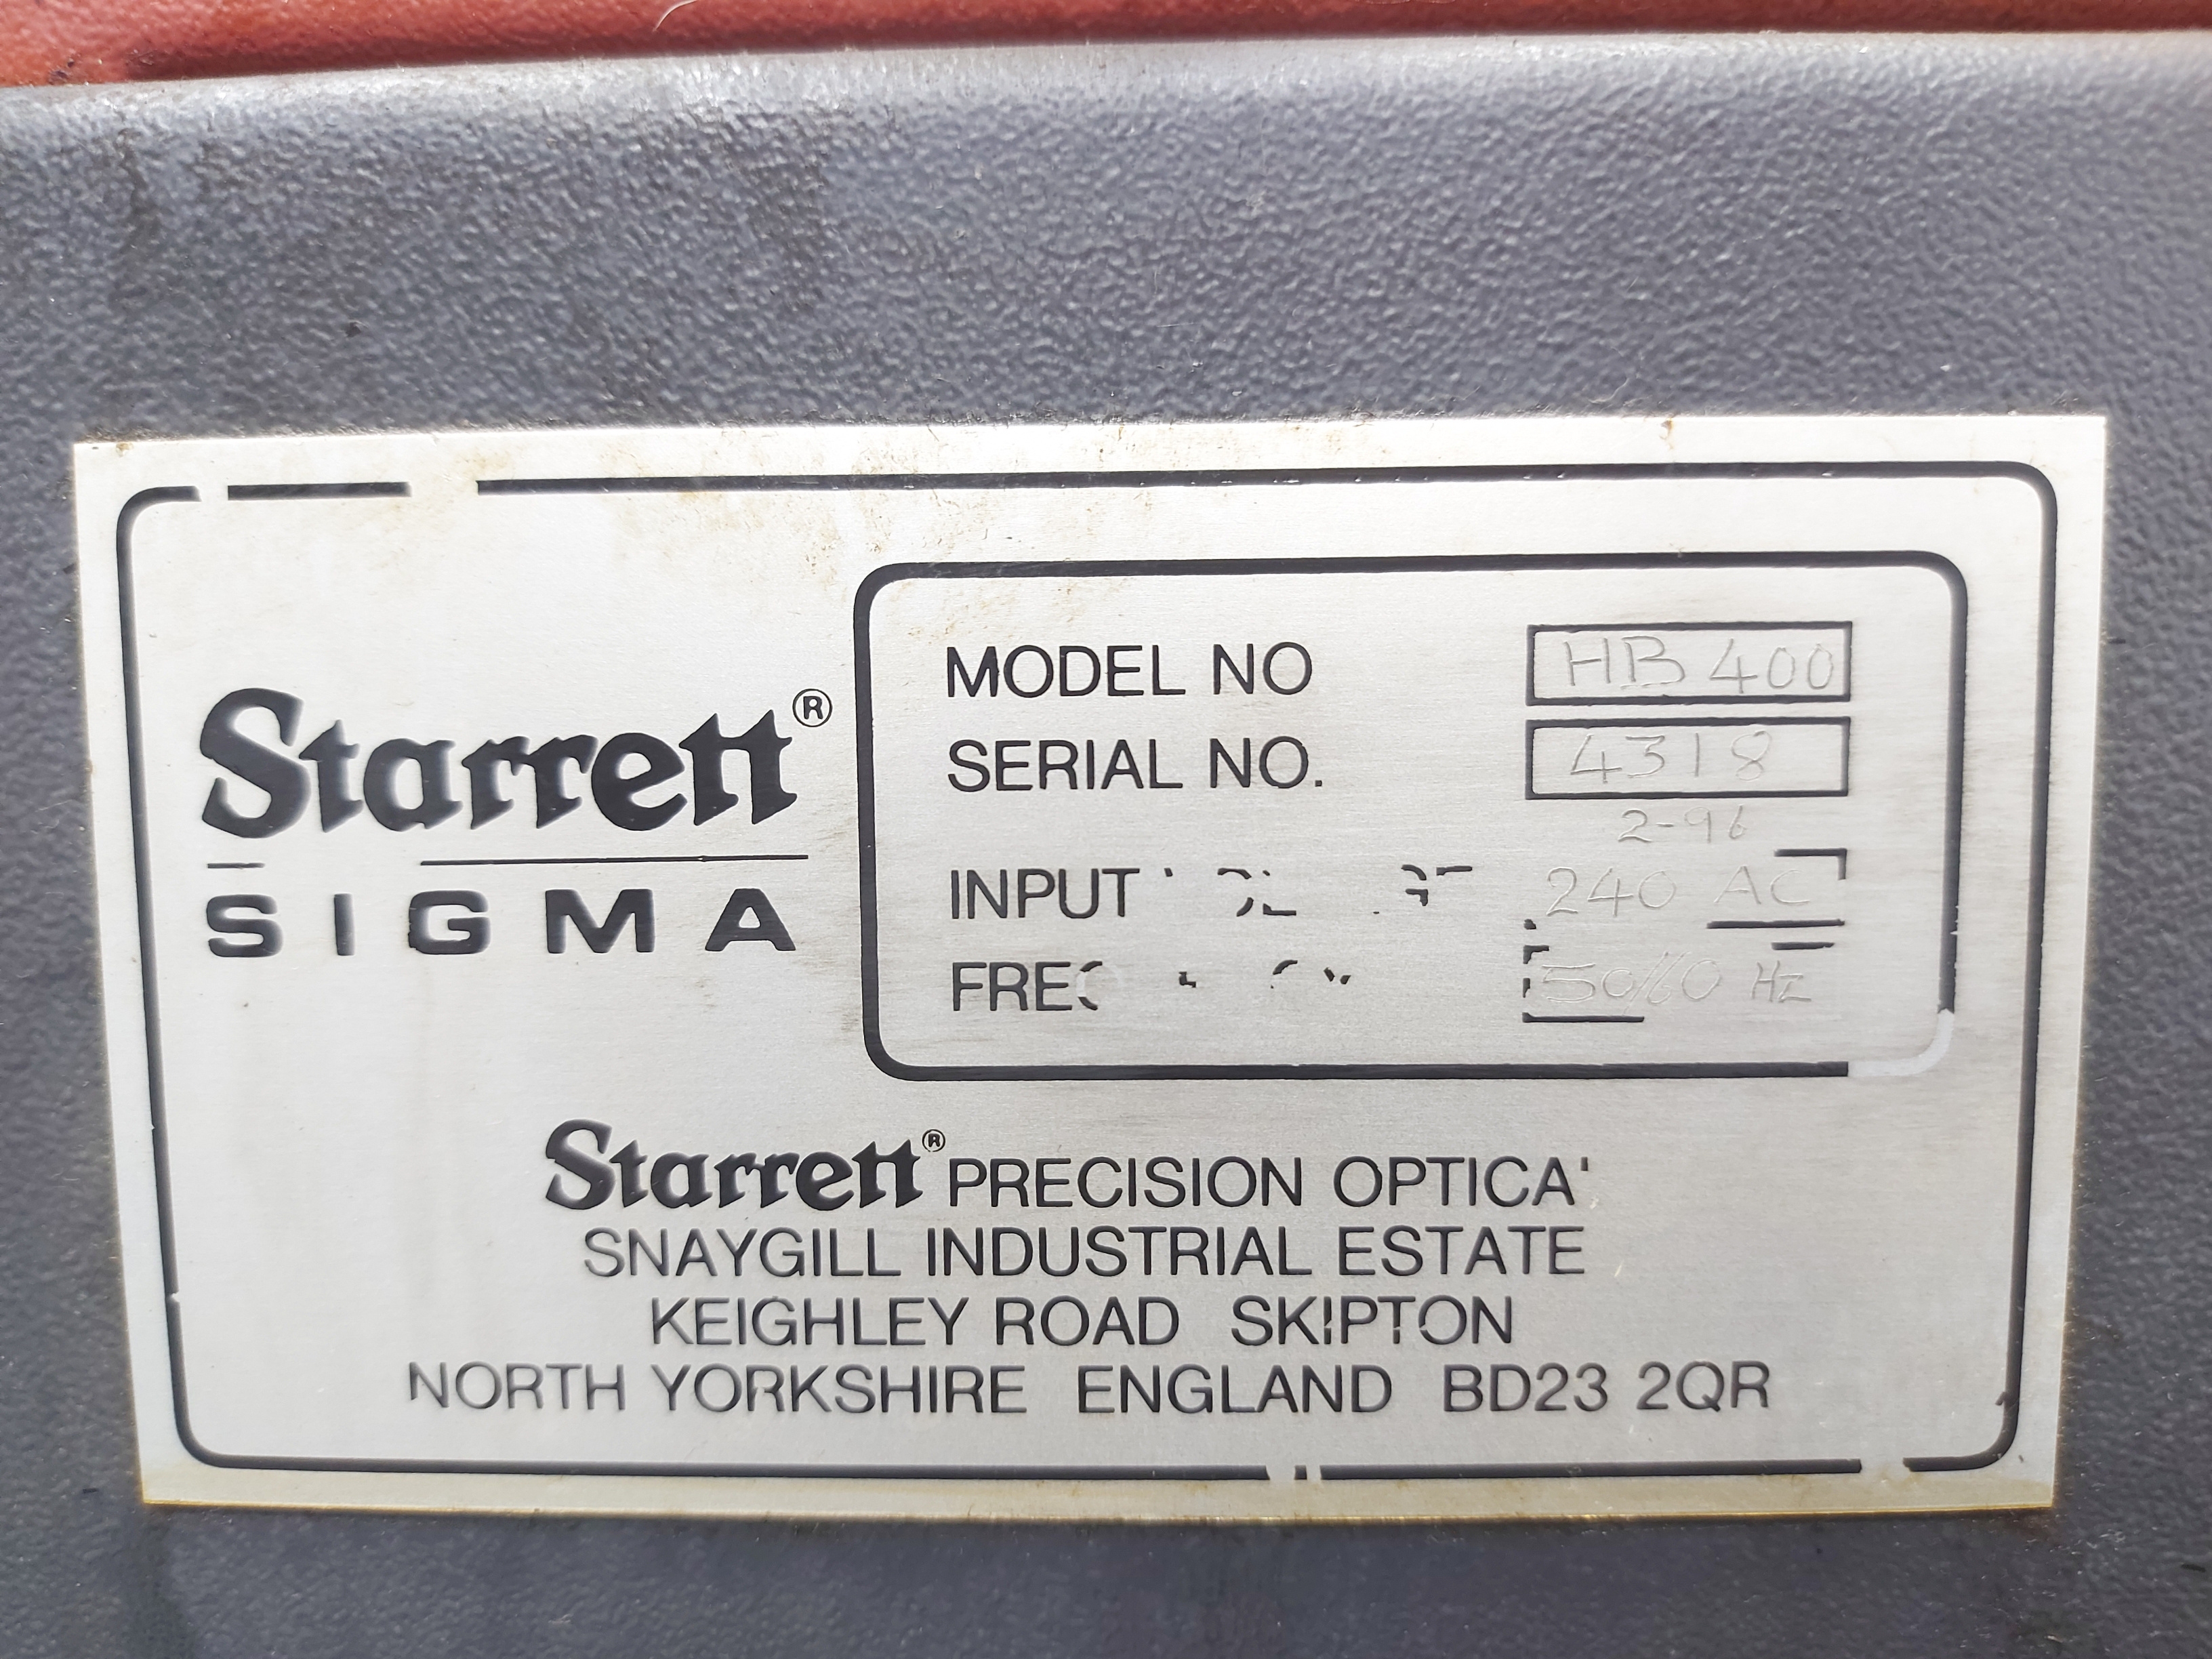 Starrett®
SIGMA
MODEL NO HB400
SERIAL NO. 4318
2-96
INPUT 240 AC
50/60 Hz
Starrett® PRECISION OPTICA
SNAYGILL INDUSTRIAL ESTATE
KEIGHLEY ROAD SKIPTON
NORTH YORKSHIRE ENGLAND BD23 2QR